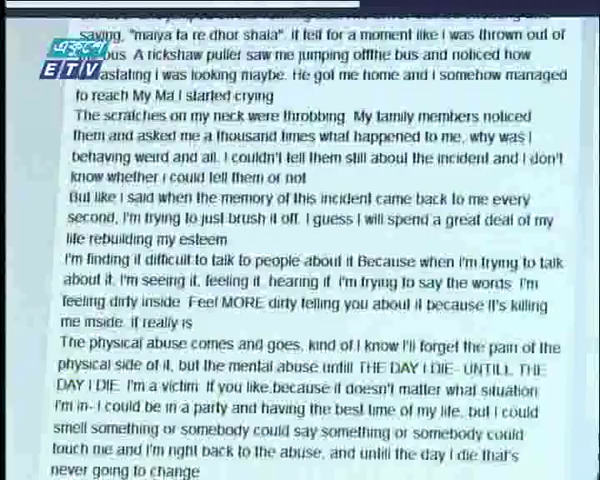 saying, "maiya ta re dhor shala". It felt for a moment like I was thrown out of
bus. A rickshaw puller saw me jumping offthe bus and noticed how
একুশে
ETV
I was looking maybe. He got me home and i somehow managed
to reach My Ma I started crying
The scratches on my neck were throbbing. My family members noticed
them and asked me a thousand times what happened to me, why was I
behaving weird and all. I couldn't tell them still about the incident and I don't
know whether i could tell them or not
But like i said when the memory of this incident came back to me every
second, I'm trying to just brush it off. I guess I will spend a great deal of my
life rebuilding my esteem
I'm finding it difficult to talk to people about it Because when I'm trying to talk
about it, I'm seeing it, feeling it, hearing it. I'm trying to say the words. I'm
feeling dirty inside. Feel MORE dirty telling you about it because It's killing
me inside. it really is
The physical abuse comes and goes, kind of I know I'll forget the pain of the
physical side of it, but the mental abuse untill THE DAY I DIE- UNTILL THE
DAY I DIE. I'm a victim. If you like because it doesn't matter what situation
I'm in- I could be in a party and having the best time of my life, but I could
smell something or somebody could say something or somebody could
touch me and I'm right back to the abuse, and untill the day I die that's
never going to change